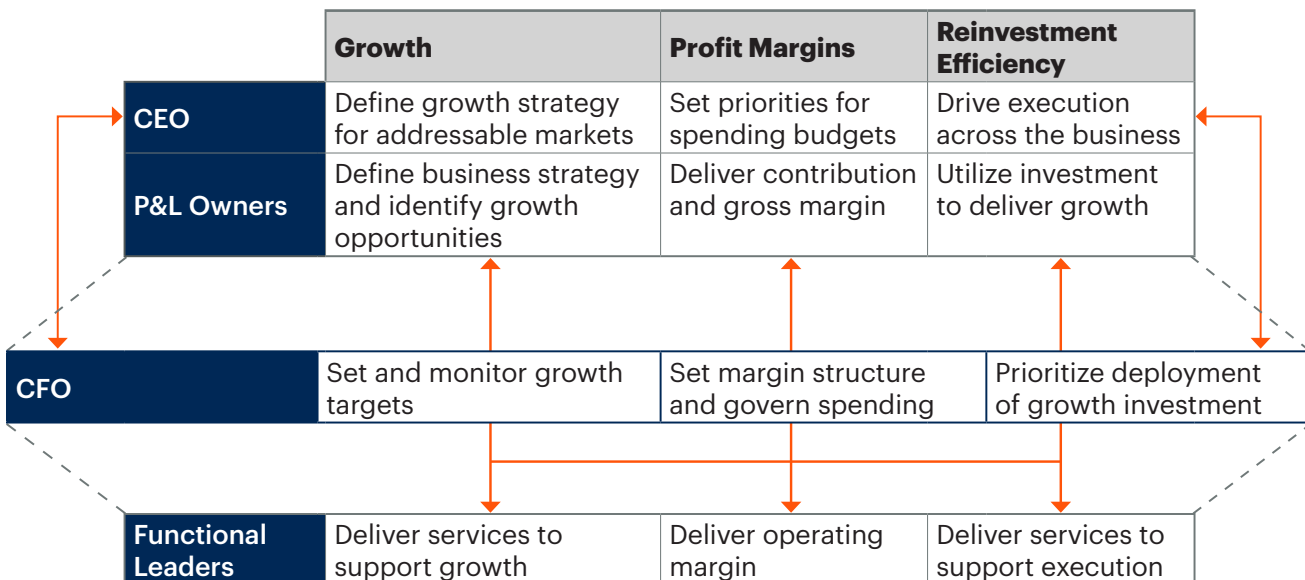 Growth
Profit Margins
Reinvestment
Efficiency
CEO
Define growth strategy
for addressable markets
Set priorities for
spending budgets
Drive execution
across the business
P&L Owners
Define business strategy
and identify growth
opportunities
Deliver contribution
and gross margin
Utilize investment
to deliver growth
CFO
Set and monitor growth
targets
Set margin structure
and govern spending
Prioritize deployment
of growth investment
Functional
Leaders
Deliver services to
support growth
Deliver operating
margin
Deliver services to
support execution